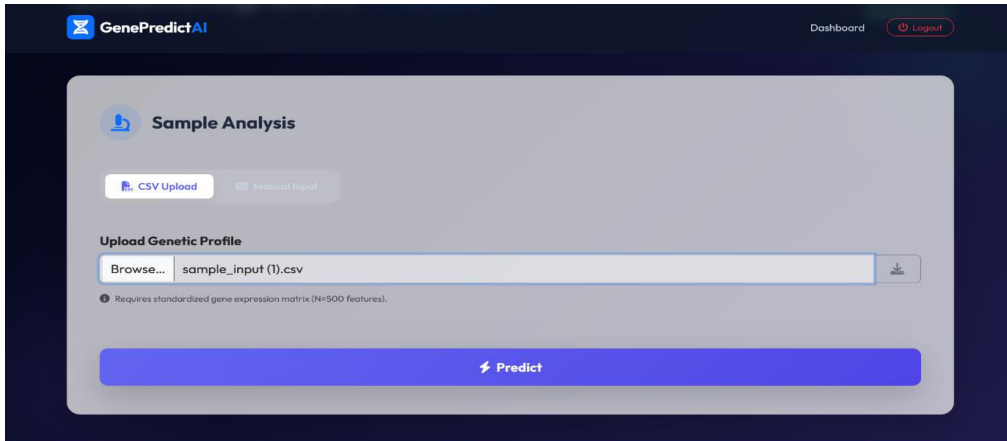 GenePredictAI
Dashboard
Logout
Sample Analysis
CSV Upload
Manual Input
Upload Genetic Profile
Browse... sample_input (1).csv
Requires standardized gene expression matrix (N=500 features).
Predict